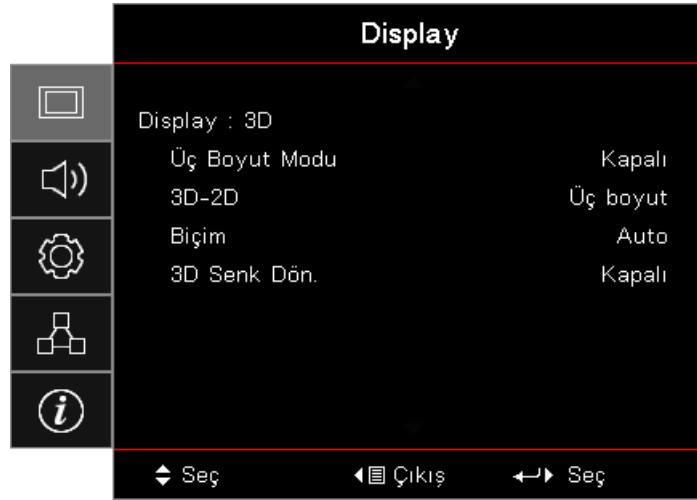 Display
Display : 3D
Üç Boyut Modu Kapalı
3D-2D Üç boyut
Biçim Auto
3D Senk Dön. Kapalı
Seç Çıkış Seç